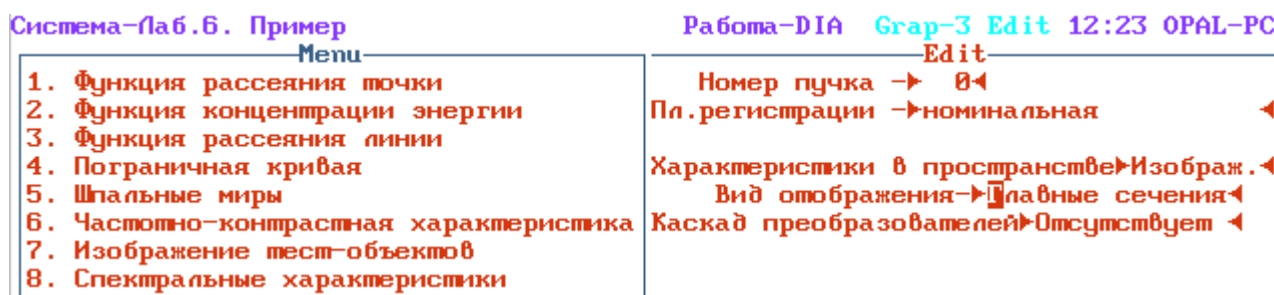 Система-Лаб.6. Пример Работа-DIA Grap-3 Edit 12:23 OPAL-PC
Menu
1. Функция рассеяния точки
2. Функция концентрации энергии
3. Функция рассеяния линии
4. Пограничная кривая
5. Шпальные миры
6. Частотно-контрастная характеристика
7. Изображение тест-объектов
8. Спектральные характеристики
Edit
Номер пучка -► 0◄
Пл.регистрации -►номинальная ◄
Характеристики в пространстве►Изображ.◄
Вид отображения-►Главные сечения◄
Каскад преобразователей►Отсутствует ◄